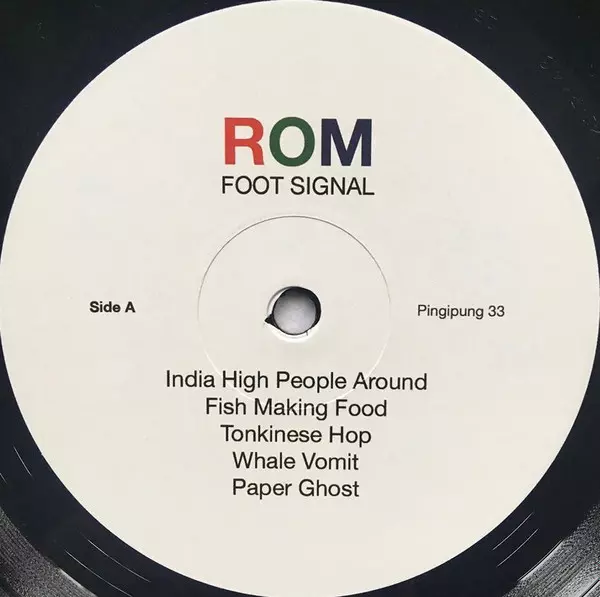 ROM
FOOT SIGNAL
Side A
Pingipung 33
India High People Around
Fish Making Food
Tonkinese Hop
Whale Vomit
Paper Ghost